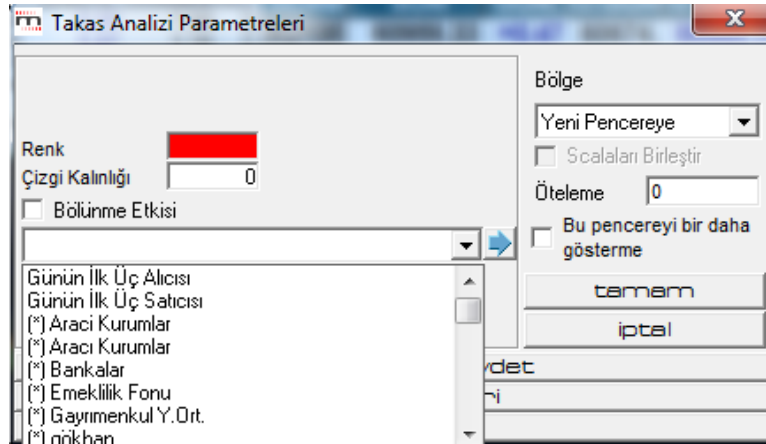 Takas Analizi Parametreleri
Renk
Çizgi Kalınlığı 0
Bölünme Etkisi
Günün İlk Üç Alıcısı
Günün İlk Üç Satıcısı
(*) Araci Kurumlar
(*) Aracı Kurumlar
(*) Bankalar
(*) Emeklilik Fonu
(*) Gayrımenkul Y.Ort.
(*) gökhan
Bölge
Yeni Pencereye
Scalaları Birleştir
Öteleme 0
Bu pencereyi bir daha
gösterme
tamam
iptal